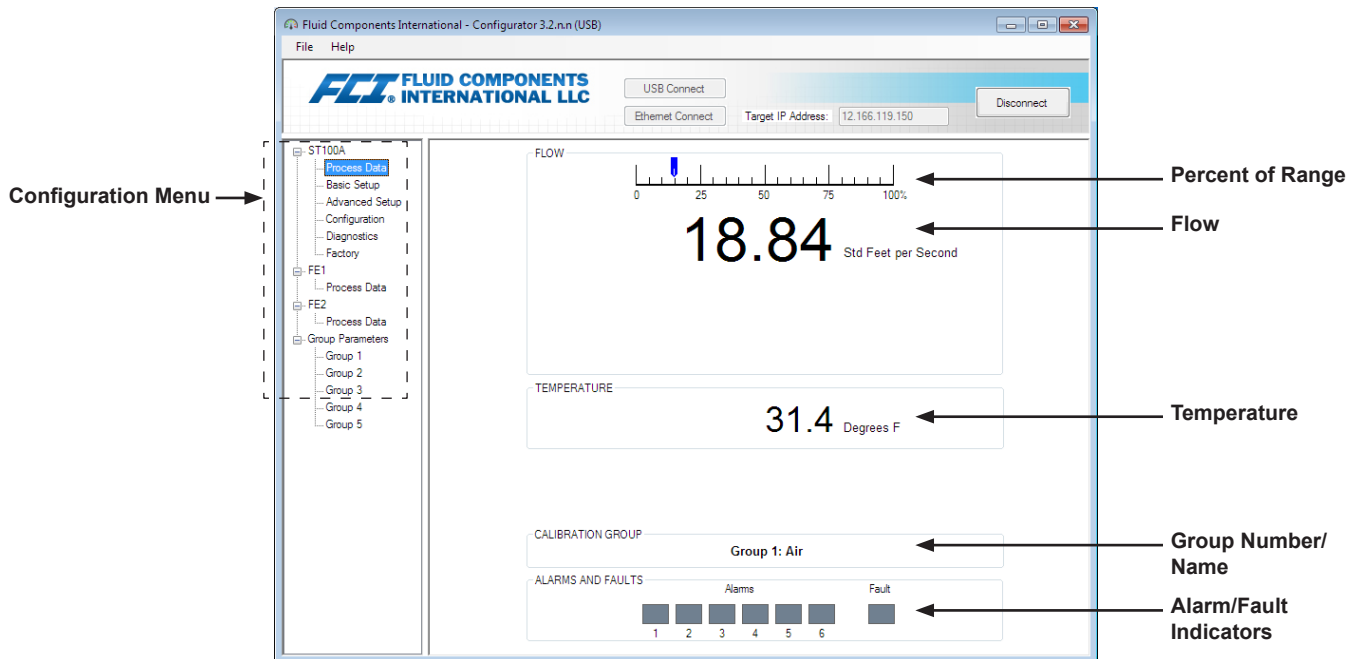 Fluid Components International - Configurator 3.2.n.n (USB)
File Help
FCI® FLUID COMPONENTS
INTERNATIONAL LLC
USB Connect
Ethernet Connect Target IP Address: 12.166.119.150
Disconnect
Configuration Menu
ST100A
Process Data
Basic Setup
Advanced Setup
Configuration
Diagnostics
Factory
FE1
Process Data
FE2
Process Data
Group Parameters
Group 1
Group 2
Group 3
Group 4
Group 5
FLOW
0 25 50 75 100%
18.84 Std Feet per Second
TEMPERATURE
31.4 Degrees F
CALIBRATION GROUP
Group 1: Air
ALARMS AND FAULTS
Alarms Fault
1 2 3 4 5 6
Percent of Range
Flow
Temperature
Group Number/
Name
Alarm/Fault
Indicators